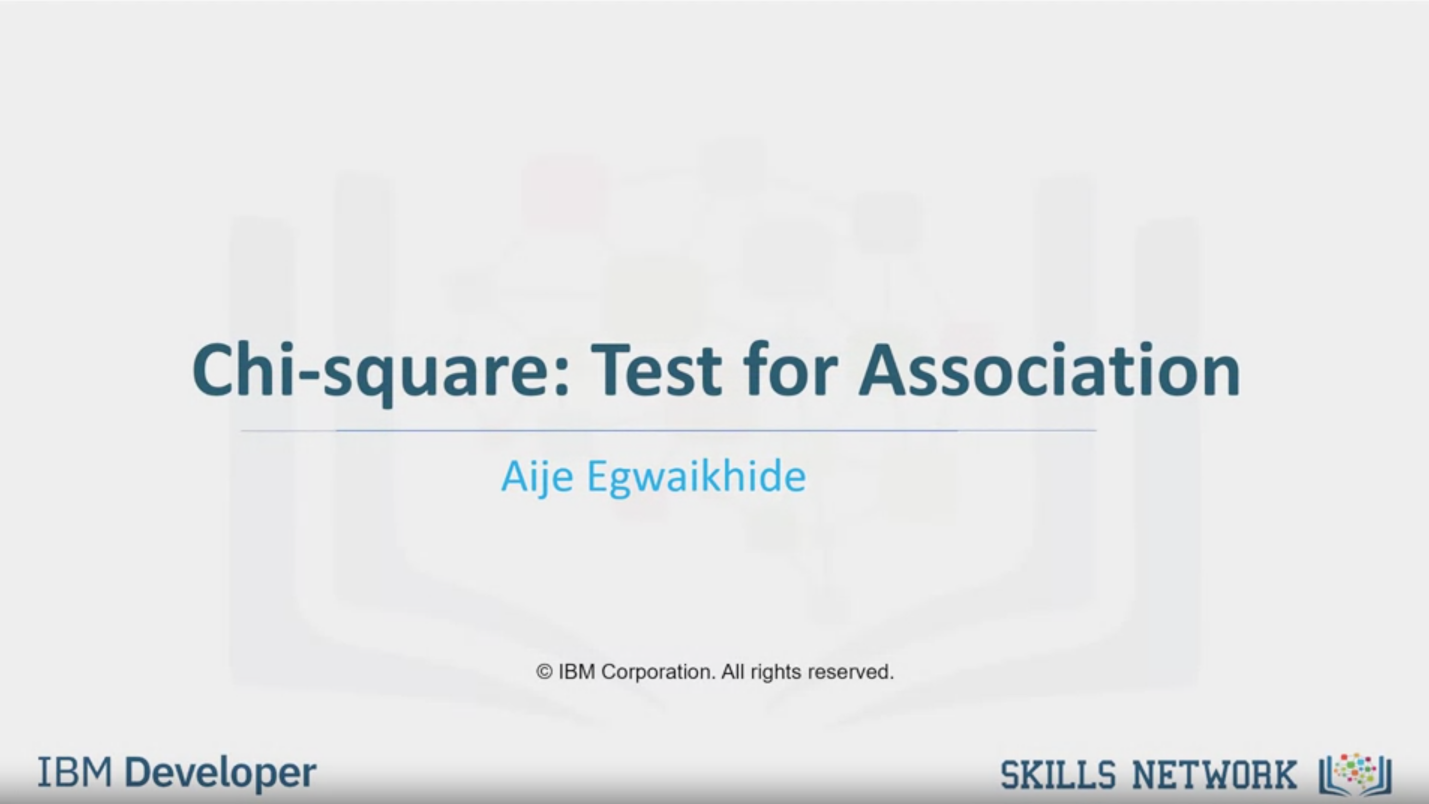 Chi-square: Test for Association
Aije Egwaikhide
© IBM Corporation. All rights reserved.
IBM Developer
SKILLS NETWORK